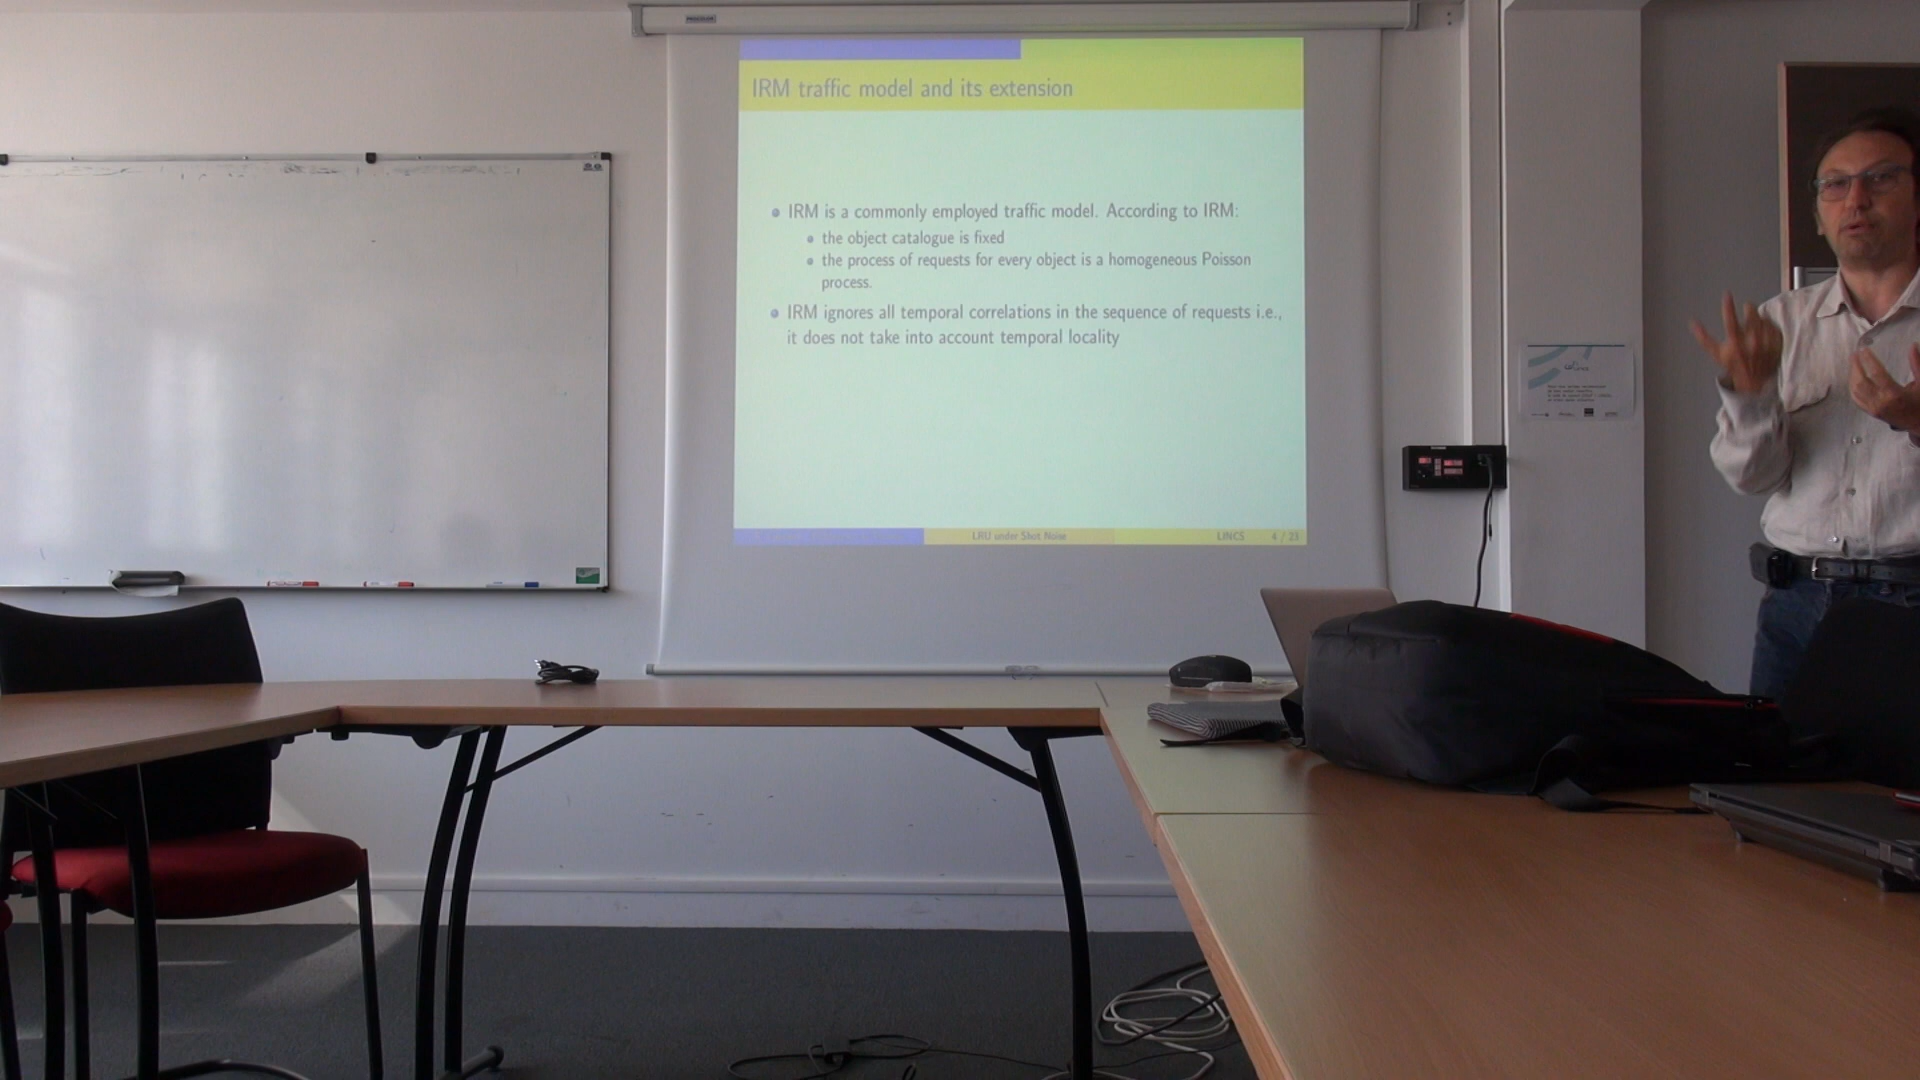 IRM traffic model and its extension
IRM is a commonly employed traffic model. According to IRM:
the object catalogue is fixed
the process of requests for every object is a homogeneous Poisson
process.
IRM ignores all temporal correlations in the sequence of requests i.e.,
it does not take into account temporal locality
LRU under Shot Noise
LINCS
4 / 23